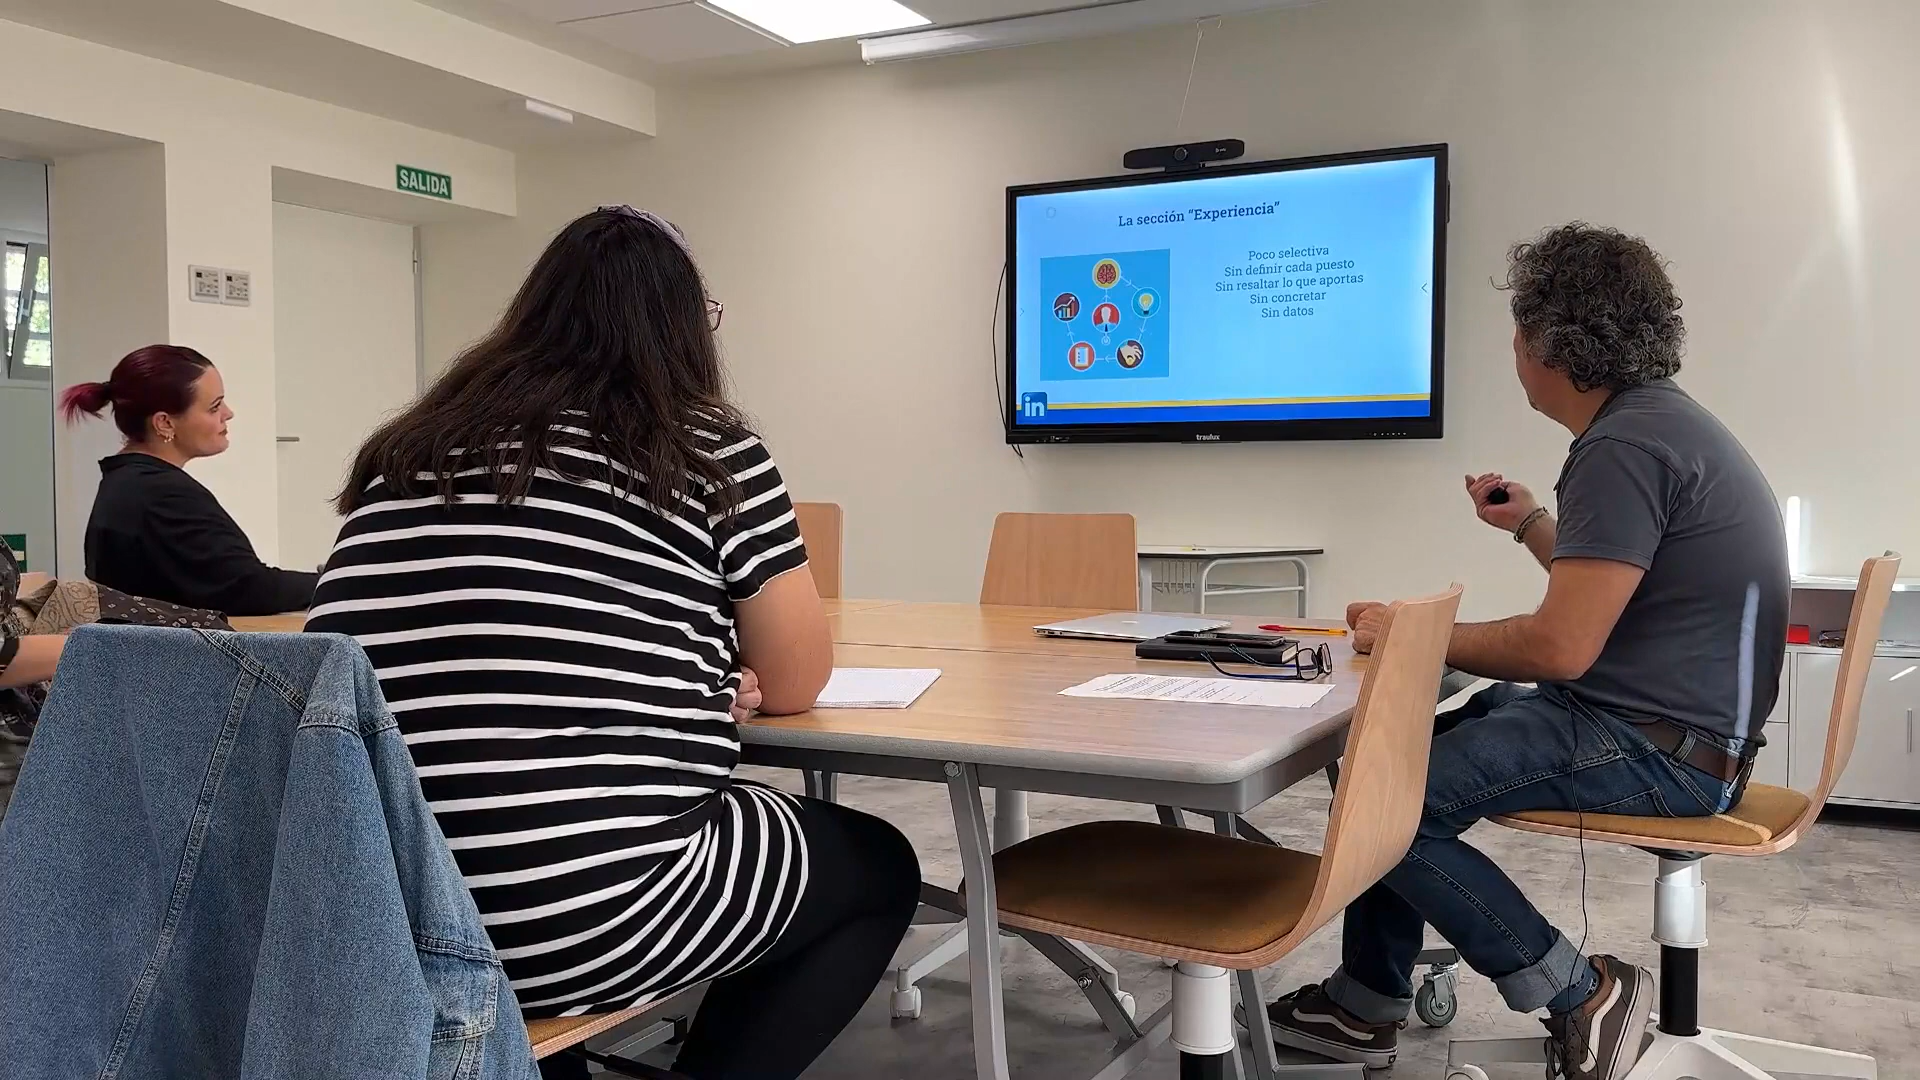 SALIDA
La sección “Experiencia”
Poco selectiva
Sin definir cada puesto
Sin resaltar lo que aportas
Sin concretar
Sin datos
in
traulux